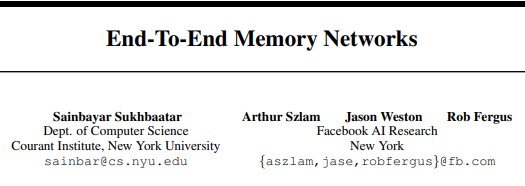 End-To-End Memory Networks
Sainbayar Sukhbaatar
Dept. of Computer Science
Courant Institute, New York University
sainbar@cs.nyu.edu
Arthur Szlam Jason Weston Rob Fergus
Facebook AI Research
New York
{aszlam,jase,robfergus}@fb.com